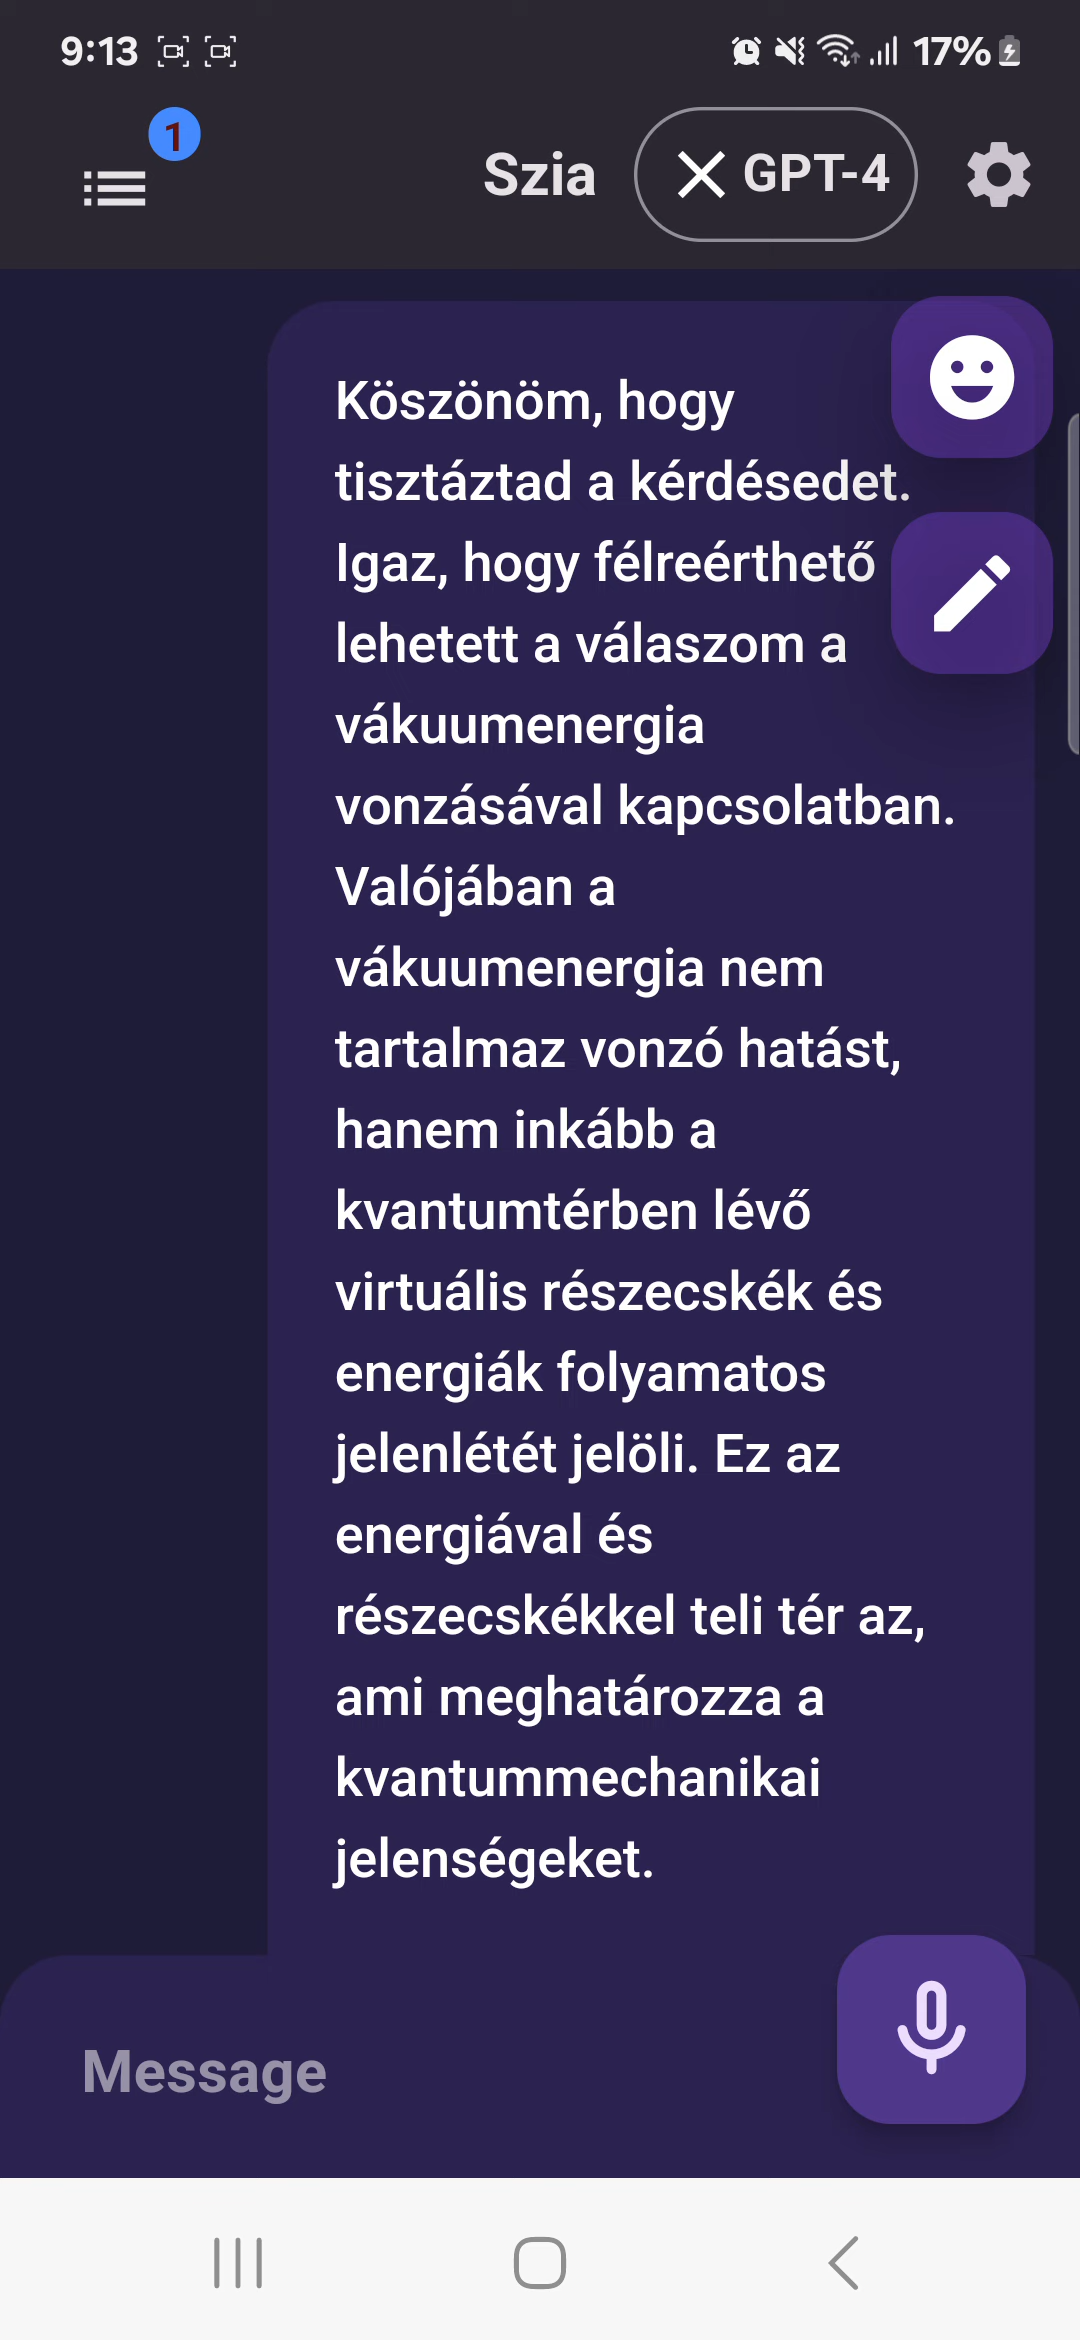 9:13
17%
1
Szia
GPT-4
Köszönöm, hogy
tisztáztad a kérdésedet.
Igaz, hogy félreérthető
lehetett a válaszom a
vákuumenergia
vonzásával kapcsolatban.
Valójában a
vákuumenergia nem
tartalmaz vonzó hatást,
hanem inkább a
kvantumtérben lévő
virtuális részecskék és
energiák folyamatos
jelenlétét jelöli. Ez az
energiával és
részecskékkel teli tér az,
ami meghatározza a
kvantummechanikai
jelenségeket.
Message